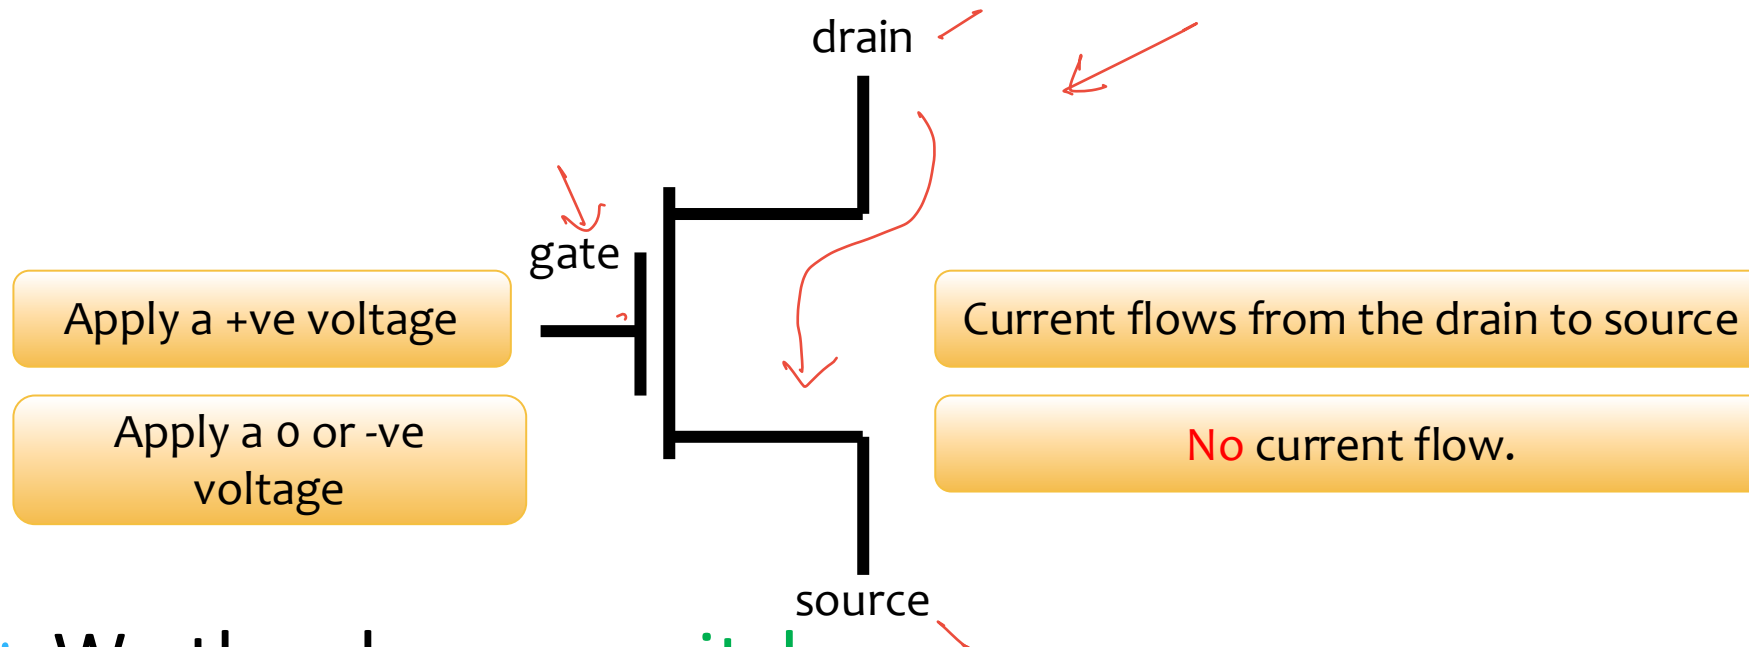 drain
gate
Apply a +ve voltage
Current flows from the drain to source
Apply a 0 or -ve
voltage
No current flow.
source